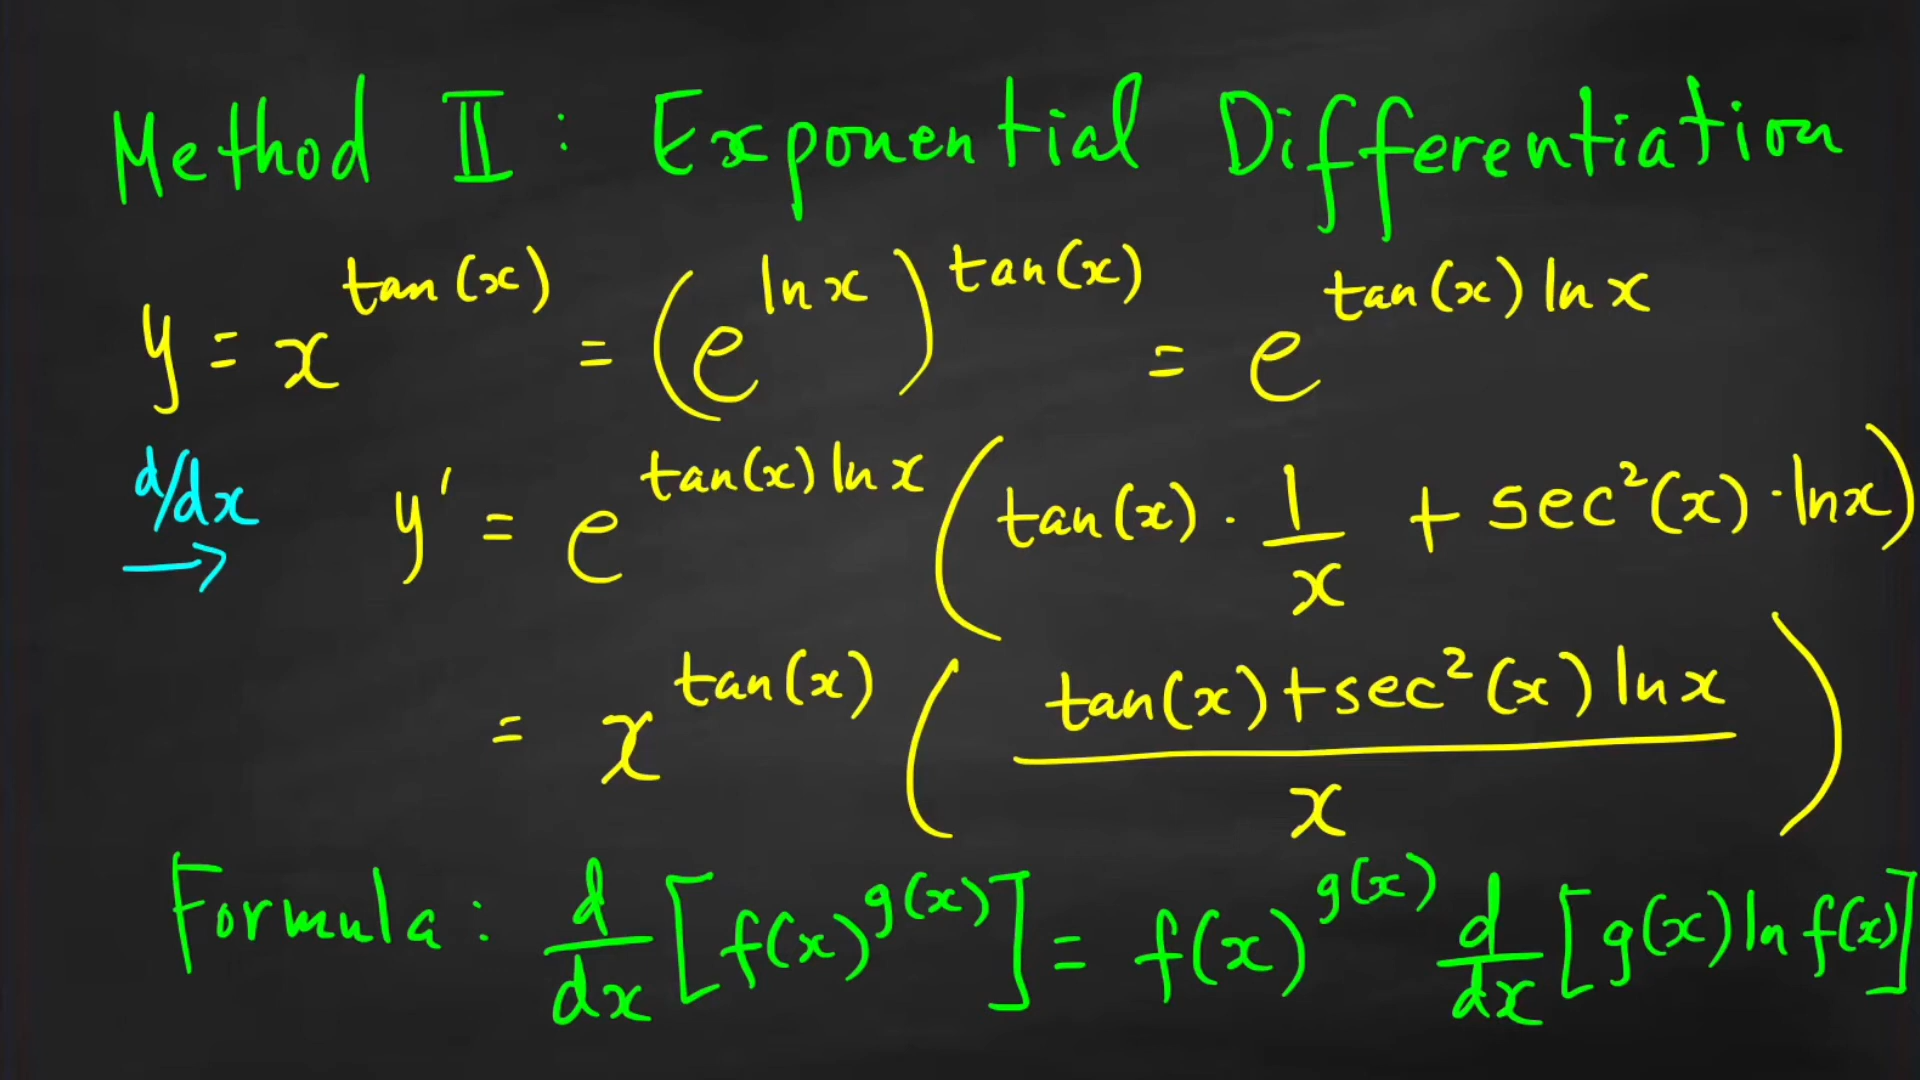 Method II : Exponential Differentiation
y = x^tan(x) = (e^ln x)^tan(x) = e^tan(x) ln x
d/dx → y' = e^tan(x) ln x (tan(x) · 1/x + sec²(x) · ln x)
= x^tan(x) ( (tan(x) + sec²(x) ln x) / x )
Formula : d/dx [f(x)^g(x)] = f(x)^g(x) d/dx [g(x) ln f(x)]